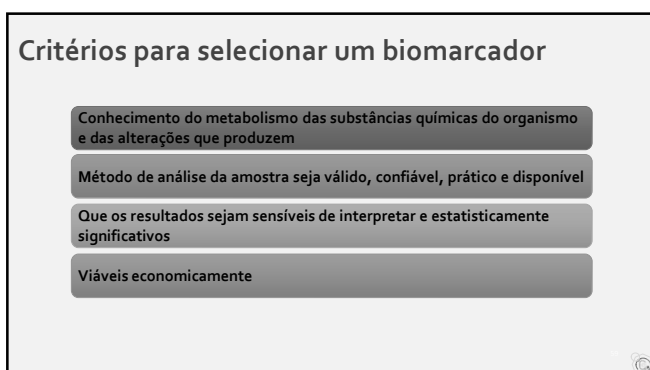 Critérios para selecionar um biomarcador
Conhecimento do metabolismo das substâncias químicas do organismo
e das alterações que produzem
Método de análise da amostra seja válido, confiável, prático e disponível
Que os resultados sejam sensíveis de interpretar e estatisticamente
significativos
Viáveis economicamente